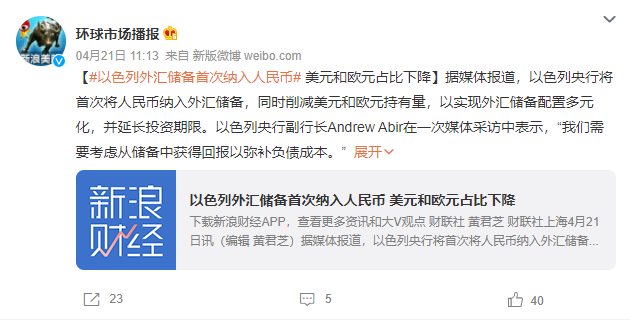 环球市场播报
04月21日 11:13 来自 新版微博 weibo.com
新浪美股
【#以色列外汇储备首次纳入人民币# 美元和欧元占比下降】据媒体报道，以色列央行将
首次将人民币纳入外汇储备，同时削减美元和欧元持有量，以实现外汇储备配置多元
化，并延长投资期限。以色列央行副行长Andrew Abir在一次媒体采访中表示，“我们需
要考虑从储备中获得回报以弥补负债成本。” 展开
新浪
财经
以色列外汇储备首次纳入人民币 美元和欧元占比下降
下载新浪财经APP，查看更多资讯和大V观点 财联社 黄君芝 财联社上海4月21
日讯（编辑 黄君芝）据媒体报道，以色列央行将首次将人民币纳入外汇储备...
23
5
40